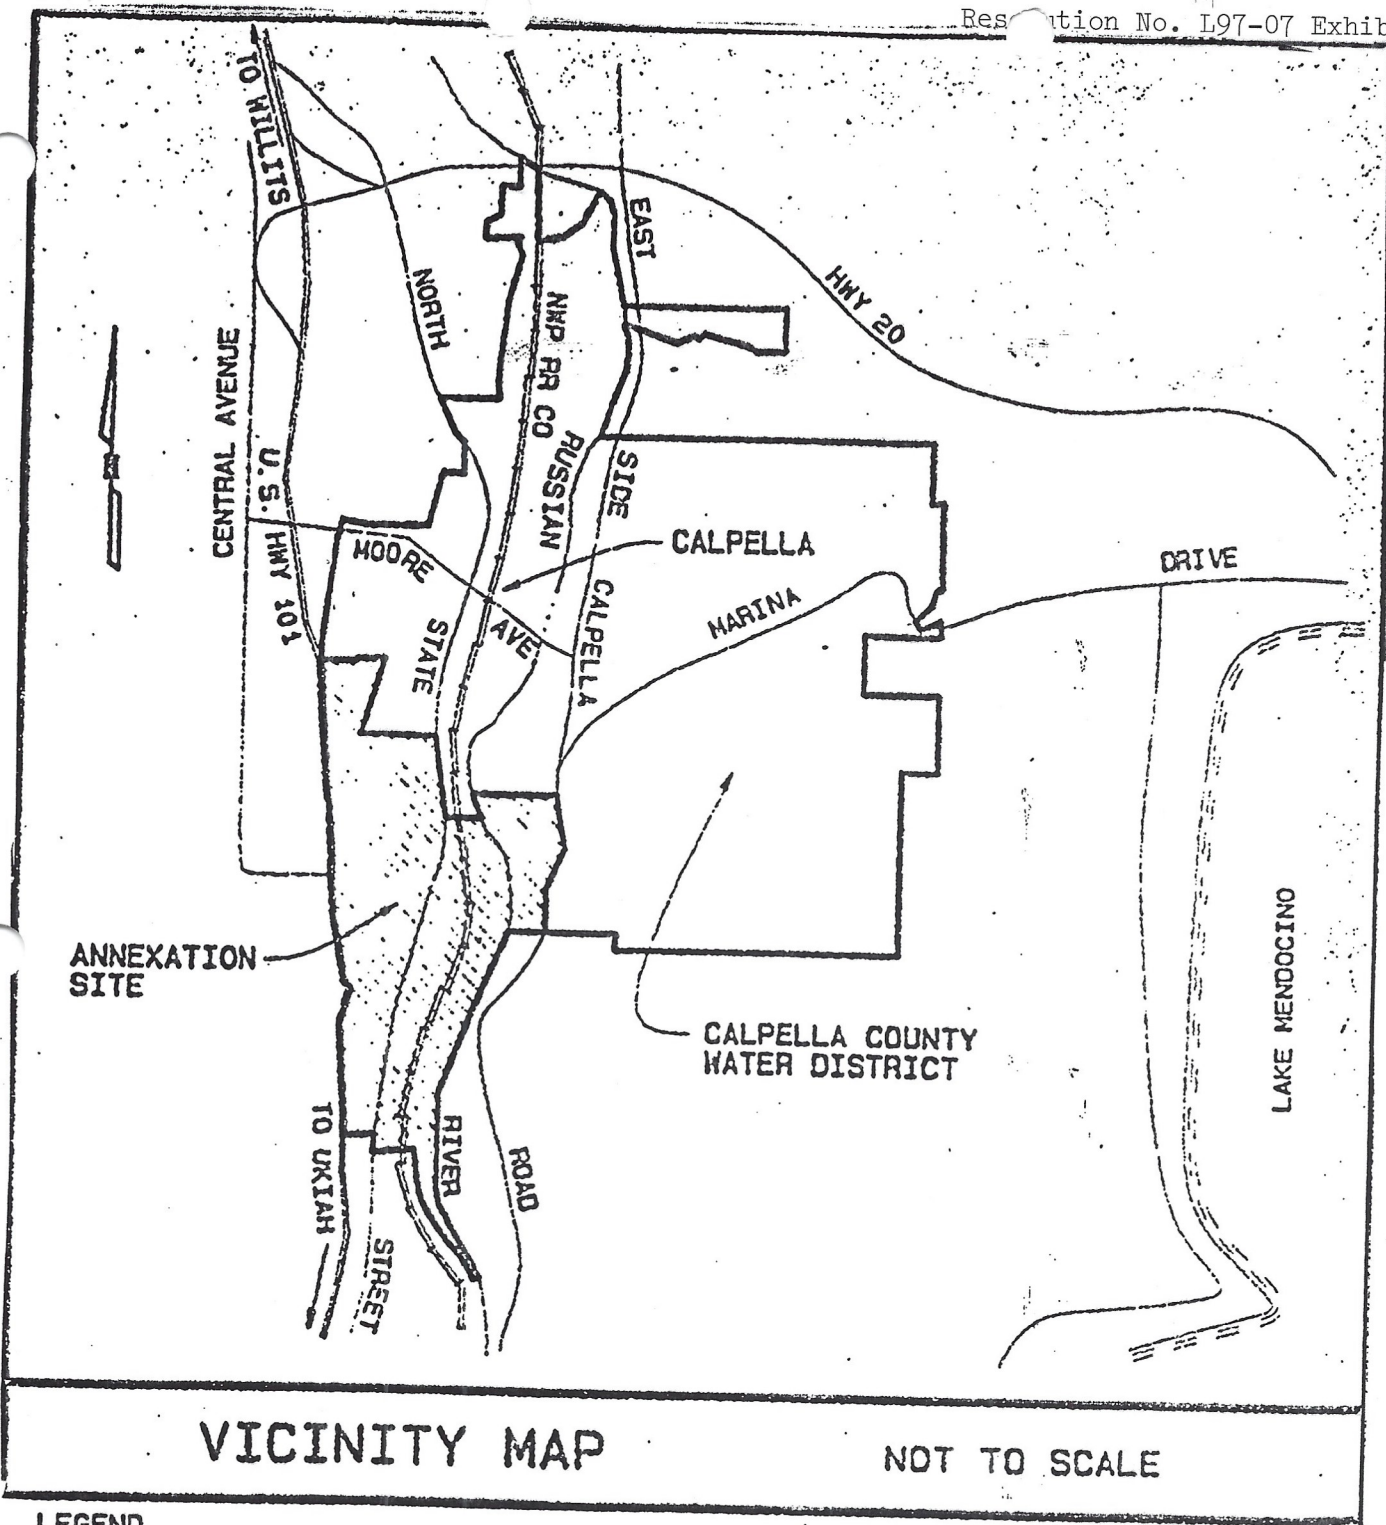 Resolution No. L97-07 Exhib
TO WILLITS
EAST
NORTH
HWY 20
NWP RR CO
CENTRAL AVENUE
U.S. HWY 101
RUSSIAN
SIDE
MOORE
AVE
CALPELLA
DRIVE
MARINA
CALPELLA
STATE
ANNEXATION
SITE
CALPELLA COUNTY
WATER DISTRICT
LAKE MENDOCINO
TO UKIAH
RIVER
ROAD
STREET
VICINITY MAP
NOT TO SCALE
LEGEND